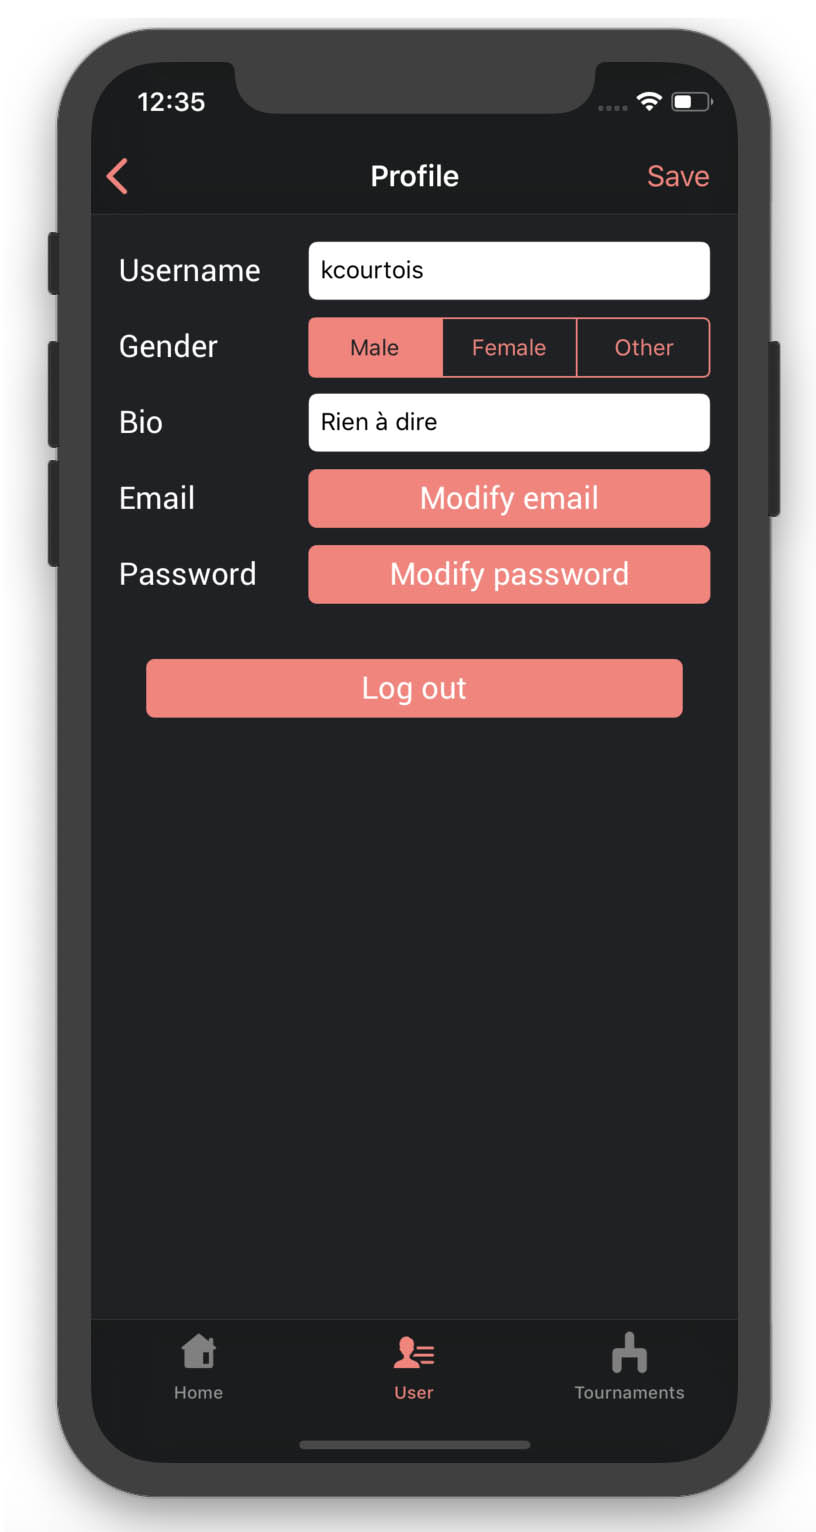 12:35
Profile
Save
Username
kcourtois
Gender
Male
Female
Other
Bio
Rien à dire
Email
Modify email
Password
Modify password
Log out
Home
User
Tournaments